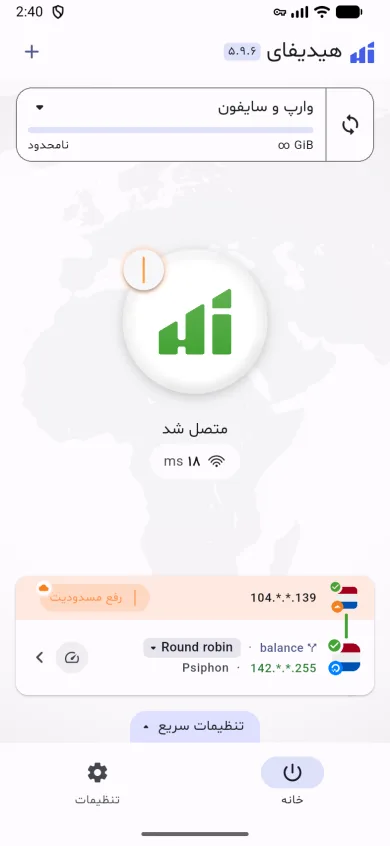 2:40
هیدیفای ۵.۹.۶
وارپ و سایفون
∞ GiB
نامحدود
متصل شد
۱۸ ms
104.*.*.139
رفع مسدودیت
balance · Round robin
142.*.*.255 · Psiphon
تنظیمات سریع
خانه
تنظیمات